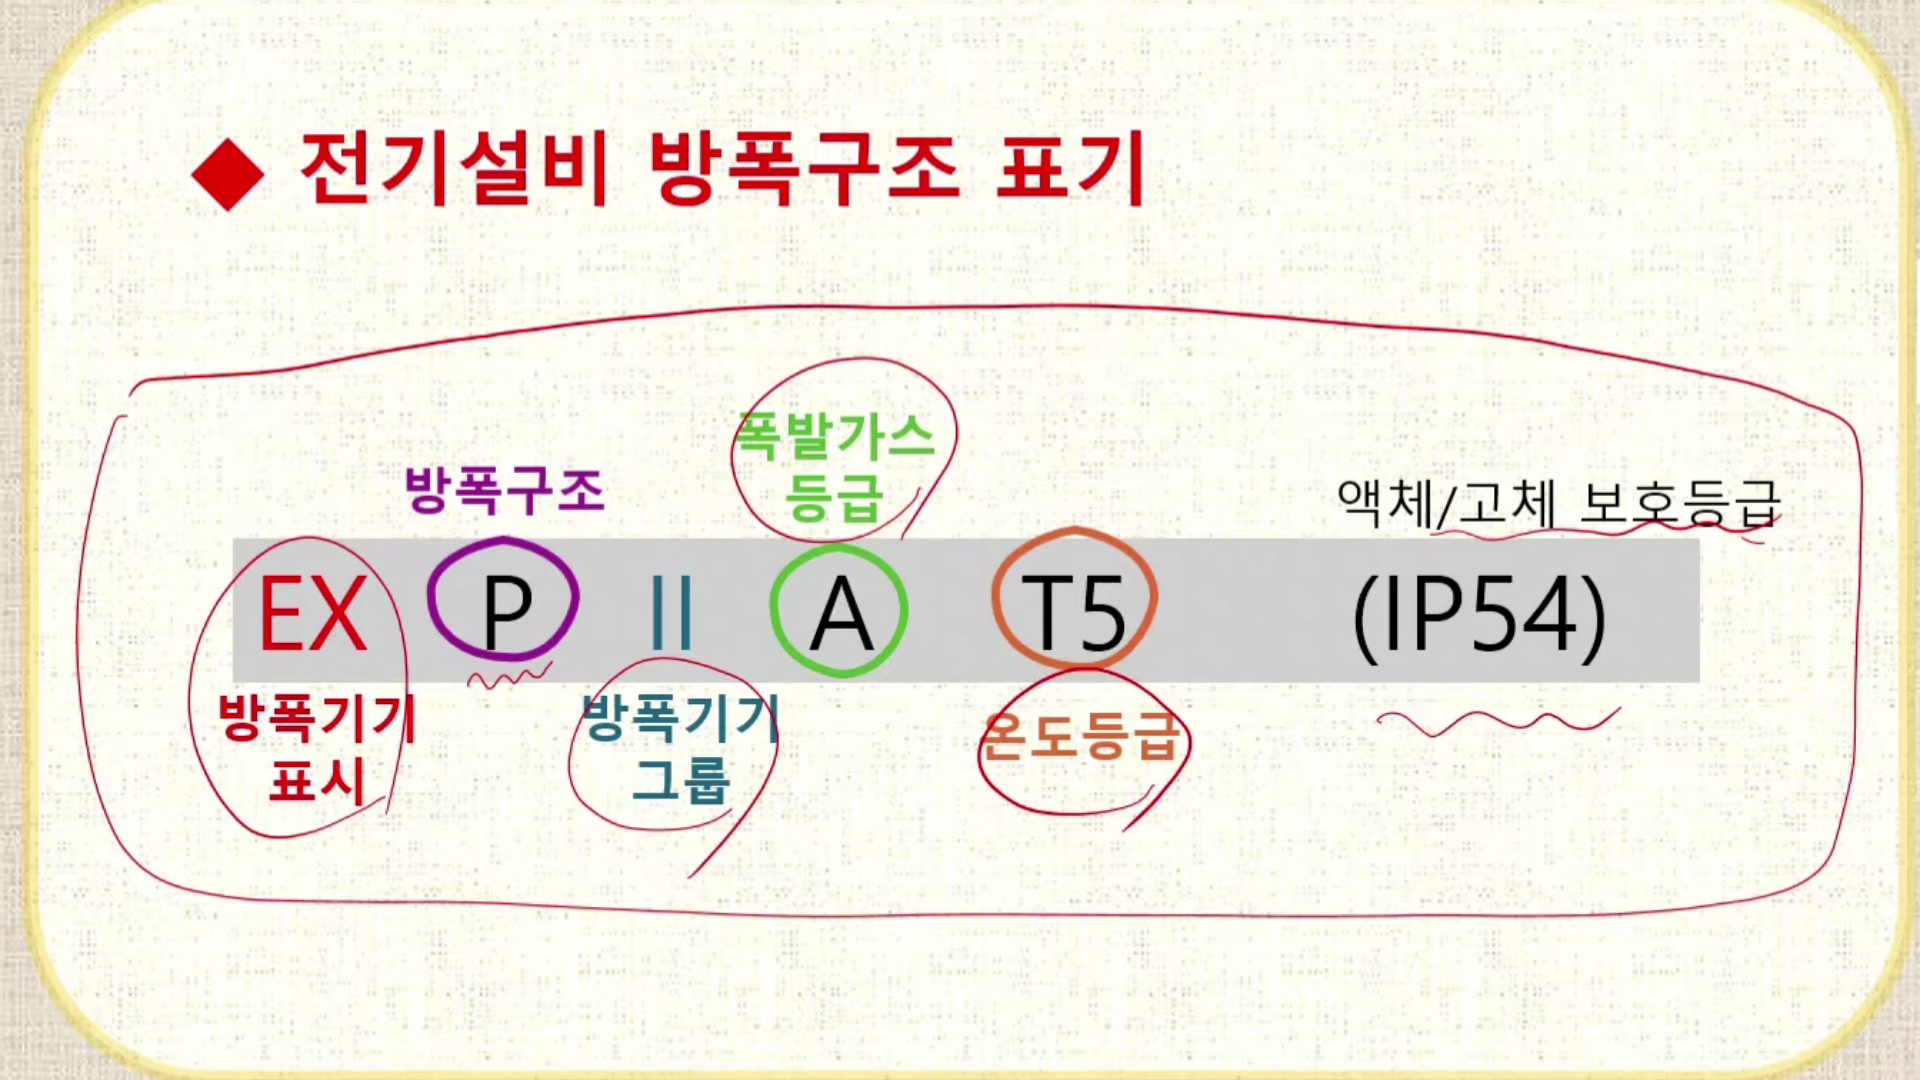 ◆ 전기설비 방폭구조 표기
폭발가스
등급
방폭구조
액체/고체 보호등급
EX P II A T5 (IP54)
방폭기기
표시
방폭기기
그룹
온도등급